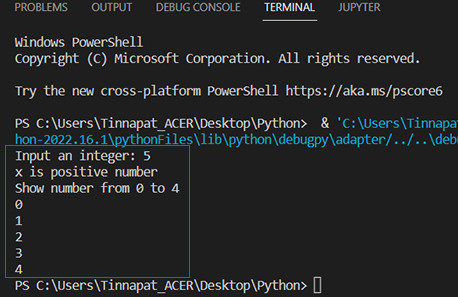 PROBLEMS OUTPUT DEBUG CONSOLE TERMINAL JUPYTER
Windows PowerShell
Copyright (C) Microsoft Corporation. All rights reserved.
Try the new cross-platform PowerShell https://aka.ms/pscore6
PS C:\Users\Tinnapat_ACER\Desktop\Python> & 'C:\Users\Tinnapat
hon-2022.16.1\pythonFiles\lib\python\debugpy\adapter/../..\deb
Input an integer: 5
x is positive number
Show number from 0 to 4
0
1
2
3
4
PS C:\Users\Tinnapat_ACER\Desktop\Python>